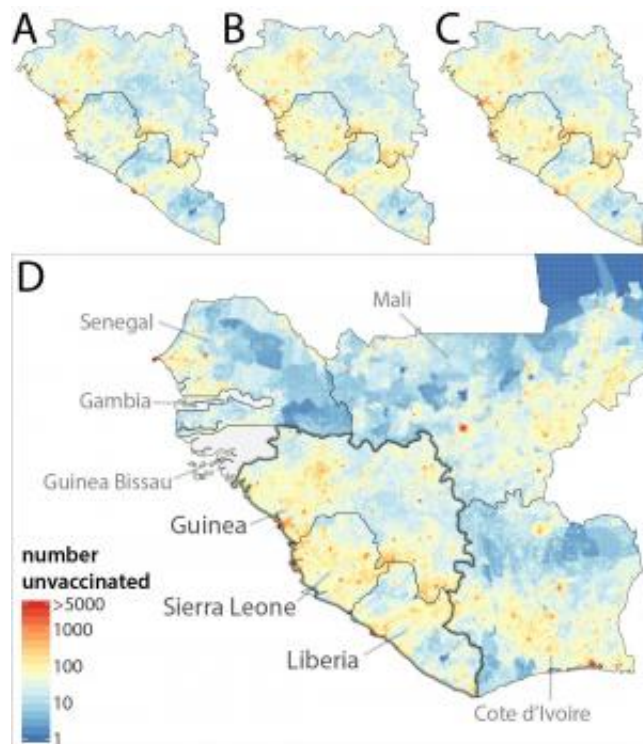 A
B
C
D
Mali
Senegal
Gambia
Guinea Bissau
Guinea
Sierra Leone
Liberia
Cote d'Ivoire
number
unvaccinated
>5000
1000
100
10
1